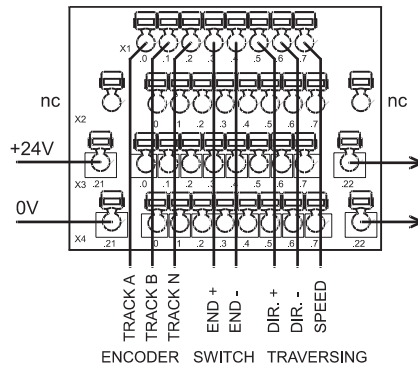 X1
.0 .1 .2 .3 .4 .5 .6 .7
nc nc
X2
.0 .1 .2 .3 .4 .5 .6 .7
+24V
X3 .21 .0 .1 .2 .3 .4 .5 .6 .7 .22
0V
X4 .21 .0 .1 .2 .3 .4 .5 .6 .7 .22
TRACK A
TRACK B
TRACK N
END +
END -
DIR. +
DIR. -
SPEED
ENCODER SWITCH TRAVERSING